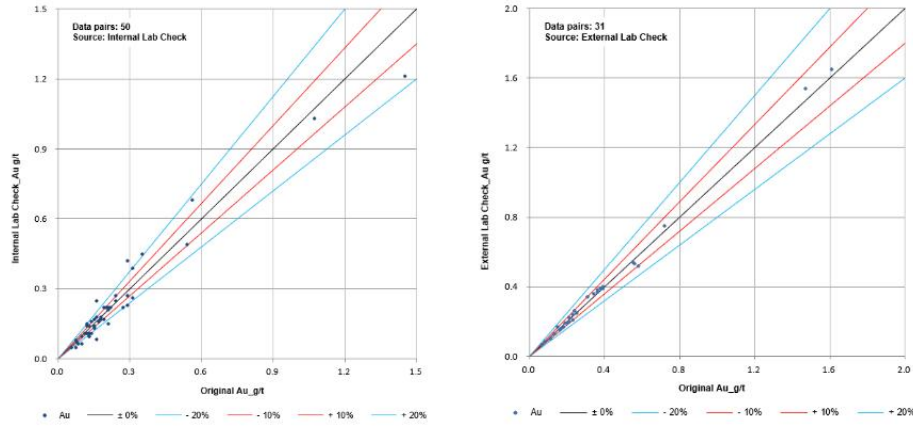 Data pairs: 50
Source: Internal Lab Check
Internal Lab Check_Au g/t
1.5
1.2
0.9
0.6
0.3
0.0
0.0 0.3 0.6 0.9 1.2 1.5
Original Au_g/t
Au ± 0% - 20% - 10% + 10% + 20%
Data pairs: 31
Source: External Lab Check
External Lab Check_Au g/t
2.0
1.6
1.2
0.8
0.4
0.0
0.0 0.4 0.8 1.2 1.6 2.0
Original Au_g/t
Au ± 0% - 20% - 10% + 10% + 20%